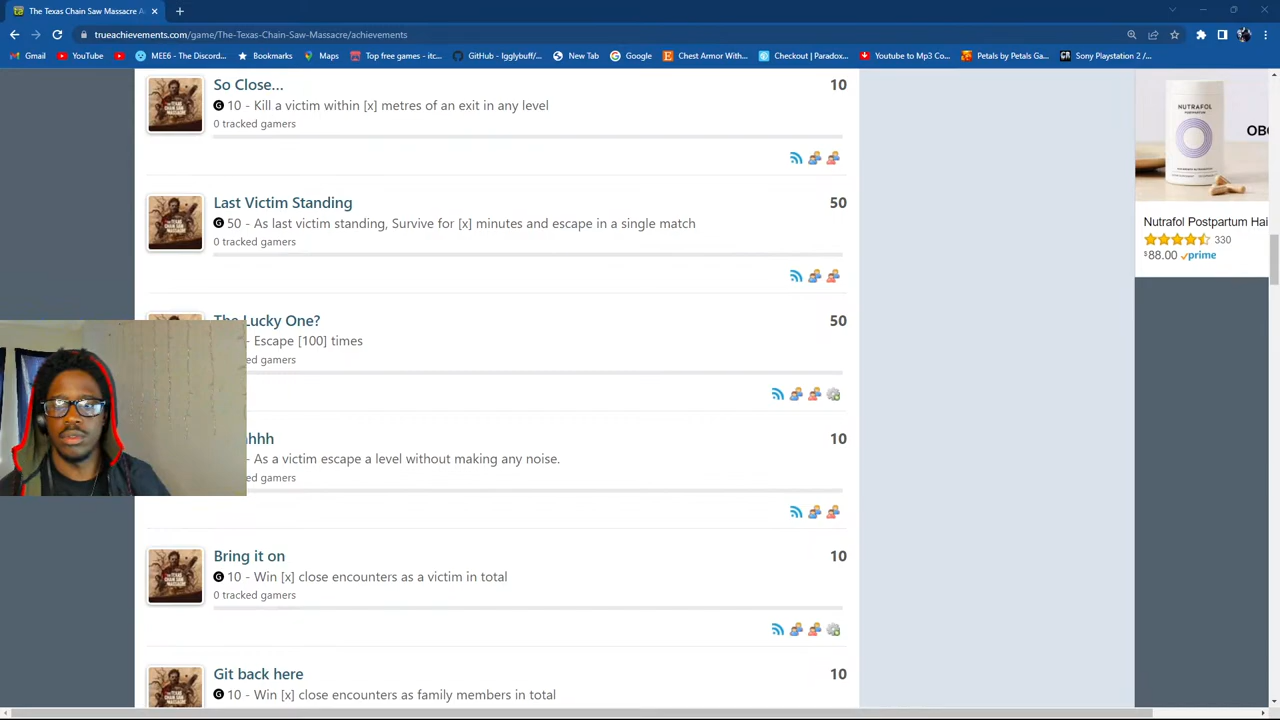 The Texas Chain Saw Massacre A
trueachievements.com/game/The-Texas-Chain-Saw-Massacre/achievements
Gmail
YouTube
MEE6 - The Discord...
Bookmarks
Maps
Top free games - itc...
GitHub - Igglybuff/...
New Tab
Google
Chest Armor With...
Checkout | Paradox...
Youtube to Mp3 Co...
Petals by Petals Ga...
Sony Playstation 2 /...
So Close... 10
G 10 - Kill a victim within [x] metres of an exit in any level
0 tracked gamers
Last Victim Standing 50
G 50 - As last victim standing, Survive for [x] minutes and escape in a single match
0 tracked gamers
The Lucky One? 50
- Escape [100] times
ed gamers
hhh 10
- As a victim escape a level without making any noise.
ed gamers
Bring it on 10
G 10 - Win [x] close encounters as a victim in total
0 tracked gamers
Git back here 10
G 10 - Win [x] close encounters as family members in total
NUTRAFOL
OBG
Nutrafol Postpartum Hai
330
$88.00 prime